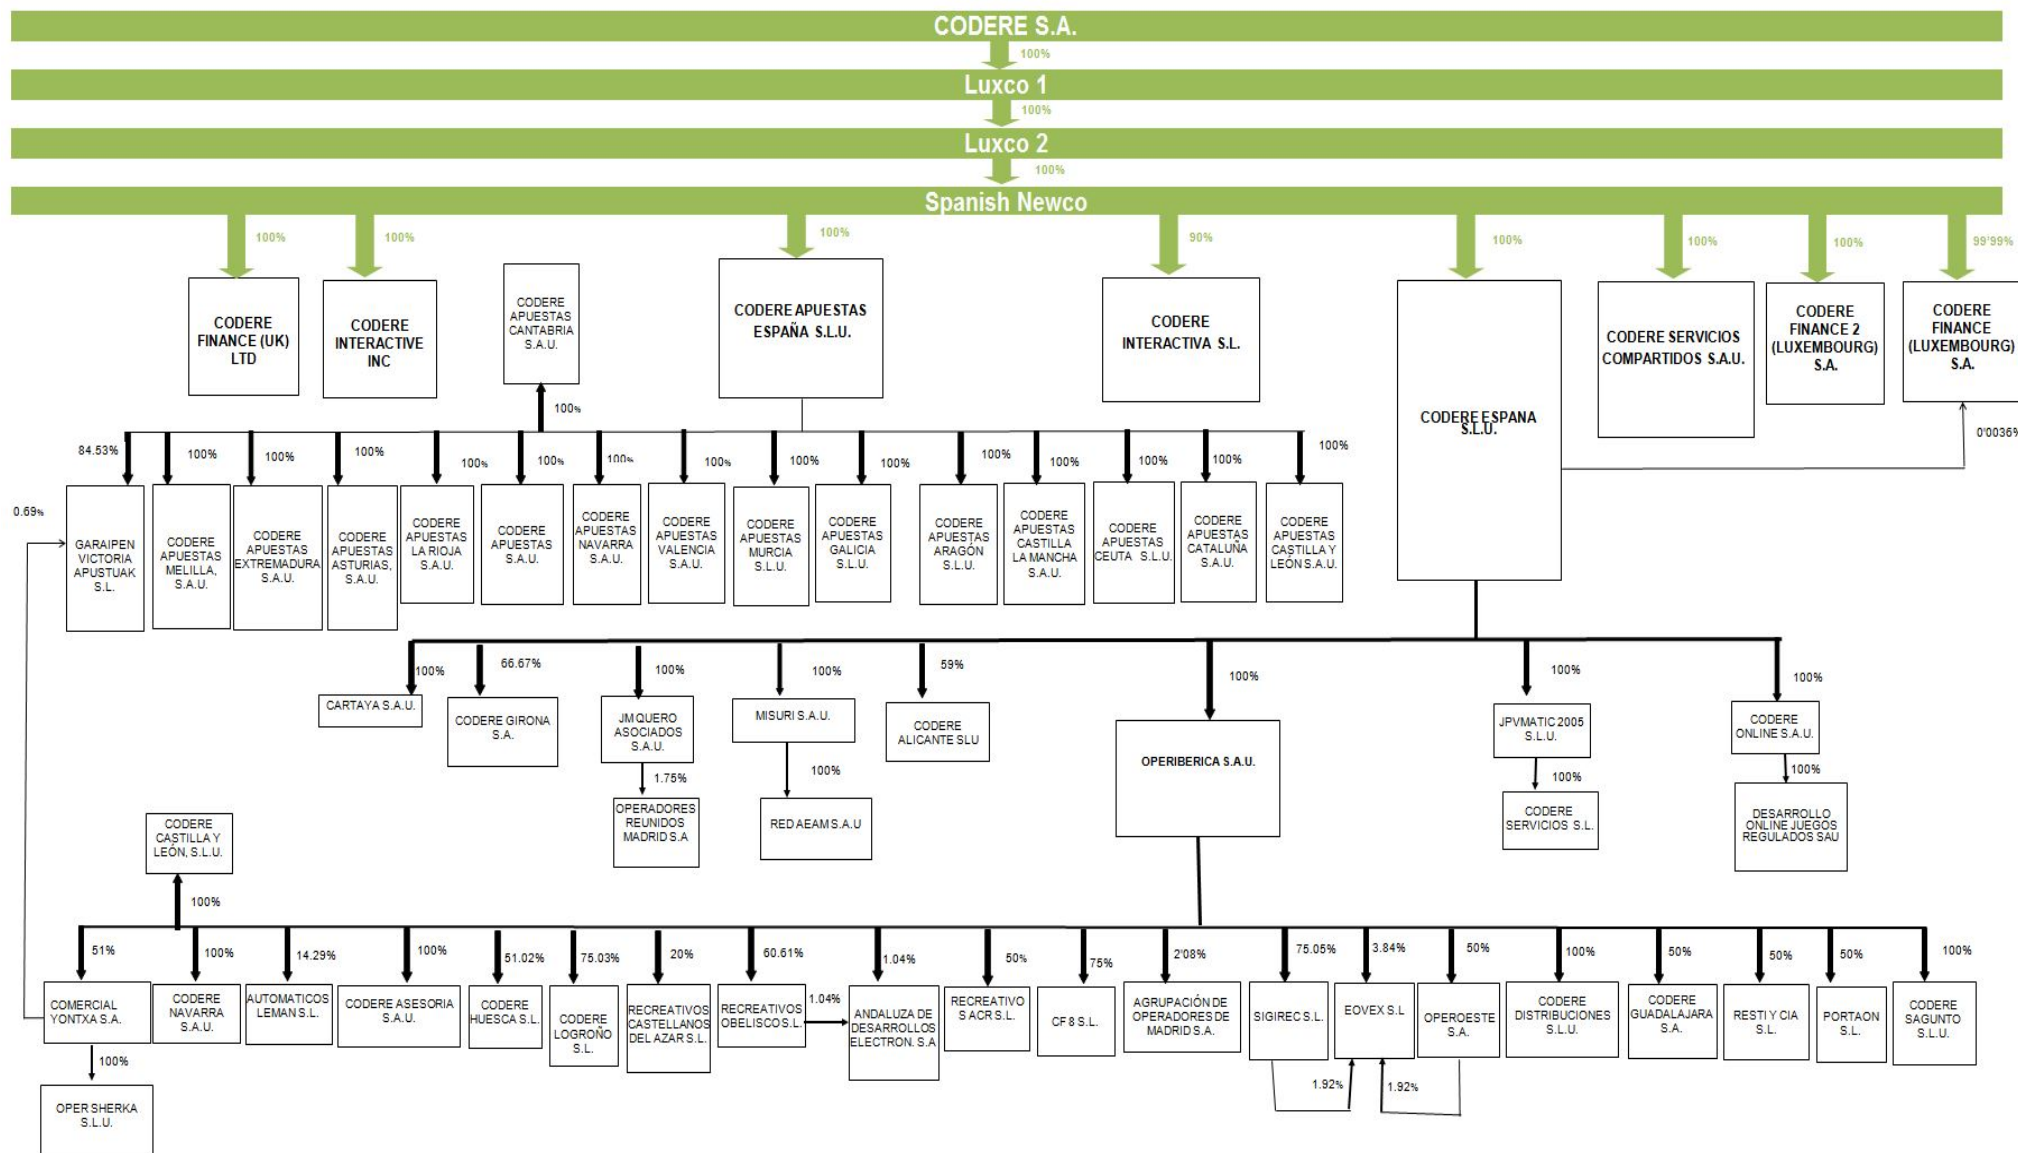 CODERE S.A.
100%
Luxco 1
100%
Luxco 2
100%
Spanish Newco
100%
100%
100%
90%
100%
100%
100%
99'99%
CODERE
FINANCE (UK)
LTD
CODERE
INTERACTIVE
INC
CODERE
APUESTAS
CANTABRIA
S.A.U.
CODERE APUESTAS
ESPAÑA S.L.U.
CODERE
INTERACTIVA S.L.
CODERE ESPANA
S.L.U.
CODERE SERVICIOS
COMPARTIDOS S.A.U.
CODERE
FINANCE 2
(LUXEMBOURG)
S.A.
CODERE
FINANCE
(LUXEMBOURG)
S.A.
100%
0'0036%
84.53%
100%
100%
100%
100%
100%
100%
100%
100%
100%
100%
100%
100%
100%
100%
0.69%
GARAIPEN
VICTORIA
APUSTUAK
S.L.
CODERE
APUESTAS
MELILLA,
S.A.U.
CODERE
APUESTAS
EXTREMADURA
S.A.U.
CODERE
APUESTAS
ASTURIAS,
S.A.U.
CODERE
APUESTAS
LA RIOJA
S.A.U.
CODERE
APUESTAS
S.A.U.
CODERE
APUESTAS
NAVARRA
S.A.U.
CODERE
APUESTAS
VALENCIA
S.A.U.
CODERE
APUESTAS
MURCIA
S.L.U.
CODERE
APUESTAS
GALICIA
S.L.U.
CODERE
APUESTAS
ARAGÓN
S.L.U.
CODERE
APUESTAS
CASTILLA
LA MANCHA
S.A.U.
CODERE
APUESTAS
CEUTA S.L.U.
CODERE
APUESTAS
CATALUÑA
S.A.U.
CODERE
APUESTAS
CASTILLA Y
LEÓN S.A.U.
100%
66.67%
100%
100%
59%
100%
100%
100%
CARTAYA S.A.U.
CODERE GIRONA
S.A.
JM QUERO
ASOCIADOS
S.A.U.
MISURI S.A.U.
CODERE
ALICANTE SLU
OPERIBERICA S.A.U.
JPVMATIC 2005
S.L.U.
CODERE
ONLINE S.A.U.
1.75%
100%
100%
100%
OPERADORES
REUNIDOS
MADRID S.A
RED AEAM S.A.U
CODERE
SERVICIOS S.L.
DESARROLLO
ONLINE JUEGOS
REGULADOS SAU
CODERE
CASTILLA Y
LEÓN, S.L.U.
100%
51%
100%
14.29%
100%
51.02%
75.03%
20%
60.61%
1.04%
50%
75%
2'08%
75.05%
3.84%
50%
100%
50%
50%
50%
100%
COMERCIAL
YONTXA S.A.
CODERE
NAVARRA
S.A.U.
AUTOMATICOS
LEMAN S.L.
CODERE ASESORIA
S.A.U.
CODERE
HUESCA S.L.
CODERE
LOGROÑO
S.L.
RECREATIVOS
CASTELLANOS
DEL AZAR S.L.
RECREATIVOS
OBELISCO S.L.
1.04%
ANDALUZA DE
DESARROLLOS
ELECTRON. S.A
RECREATIVO
S ACR S.L.
CF 8 S.L.
AGRUPACIÓN DE
OPERADORES DE
MADRID S.A.
SIGIREC S.L.
EOVEX S.L
OPEROESTE
S.A.
CODERE
DISTRIBUCIONES
S.L.U.
CODERE
GUADALAJARA
S.A.
RESTI Y CIA
S.L.
PORTAON
S.L.
CODERE
SAGUNTO
S.L.U.
100%
1.92%
1.92%
OPER SHERKA
S.L.U.